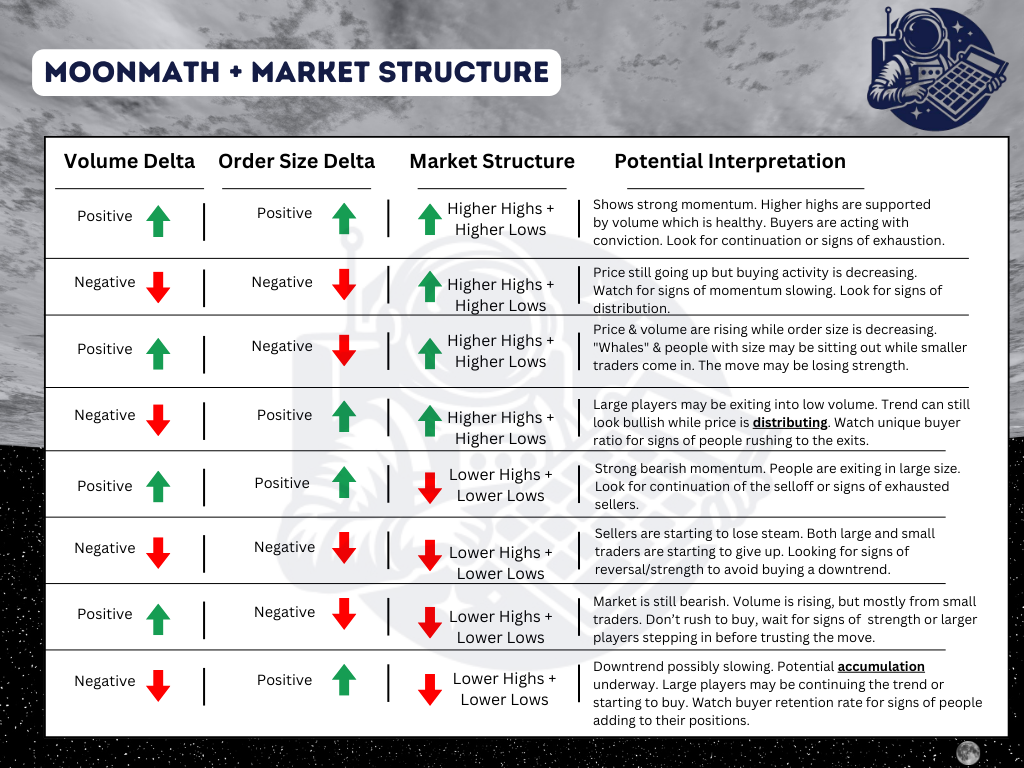 MOONMATH + MARKET STRUCTURE
Volume Delta Order Size Delta Market Structure Potential Interpretation
Positive Positive Higher Highs +
Higher Lows
Shows strong momentum. Higher highs are supported
by volume which is healthy. Buyers are acting with
conviction. Look for continuation or signs of exhaustion.
Negative Negative Higher Highs +
Higher Lows
Price still going up but buying activity is decreasing.
Watch for signs of momentum slowing. Look for signs of
distribution.
Positive Negative Higher Highs +
Higher Lows
Price & volume are rising while order size is decreasing.
"Whales" & people with size may be sitting out while smaller
traders come in. The move may be losing strength.
Negative Positive Higher Highs +
Higher Lows
Large players may be exiting into low volume. Trend can still
look bullish while price is distributing. Watch unique buyer
ratio for signs of people rushing to the exits.
Positive Positive Lower Highs +
Lower Lows
Strong bearish momentum. People are exiting in large size.
Look for continuation of the selloff or signs of exhausted
sellers.
Negative Negative Lower Highs +
Lower Lows
Sellers are starting to lose steam. Both large and small
traders are starting to give up. Looking for signs of
reversal/strength to avoid buying a downtrend.
Positive Negative Lower Highs +
Lower Lows
Market is still bearish. Volume is rising, but mostly from small
traders. Don't rush to buy, wait for signs of strength or larger
players stepping in before trusting the move.
Negative Positive Lower Highs +
Lower Lows
Downtrend possibly slowing. Potential accumulation
underway. Large players may be continuing the trend or
starting to buy. Watch buyer retention rate for signs of people
adding to their positions.